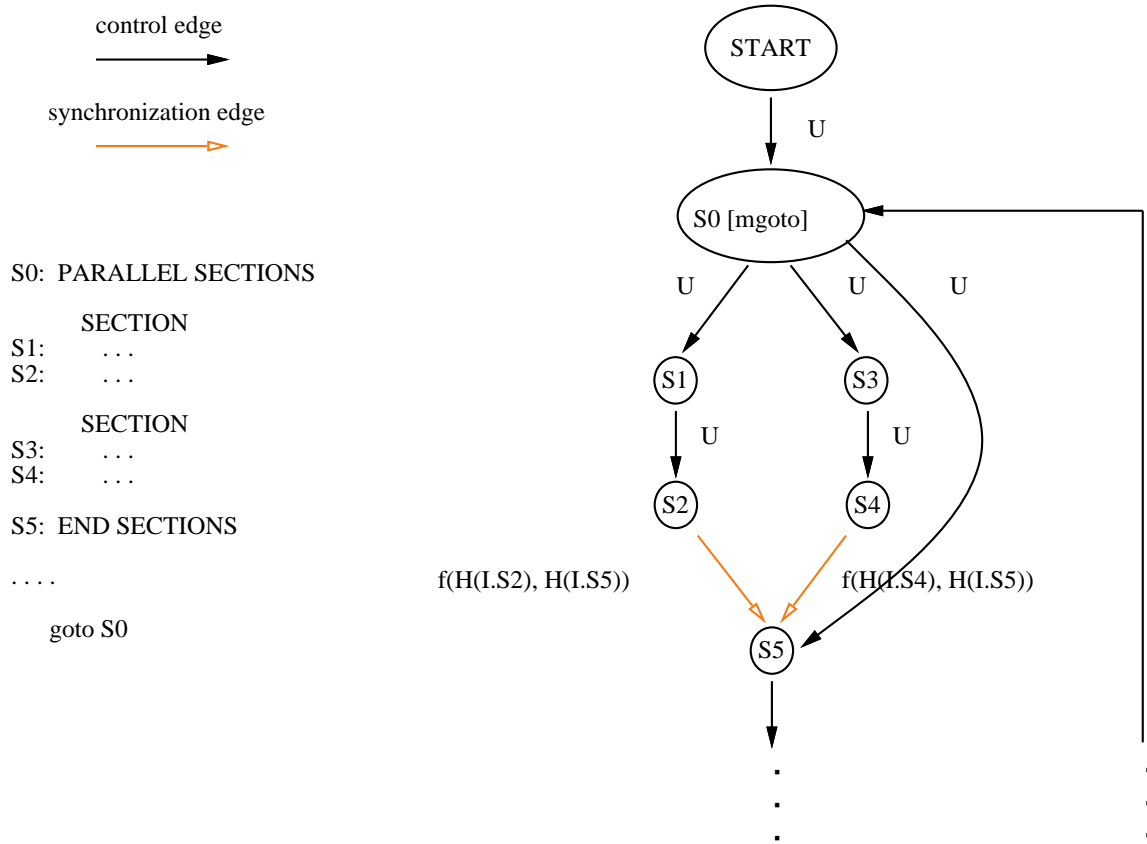 control edge
synchronization edge
S0: PARALLEL SECTIONS
SECTION
S1: . . .
S2: . . .
SECTION
S3: . . .
S4: . . .
S5: END SECTIONS
. . . .
goto S0
START
U
S0 [mgoto]
U U U
S1 S3
U U
S2 S4
f(H(I.S2), H(I.S5)) f(H(I.S4), H(I.S5))
S5